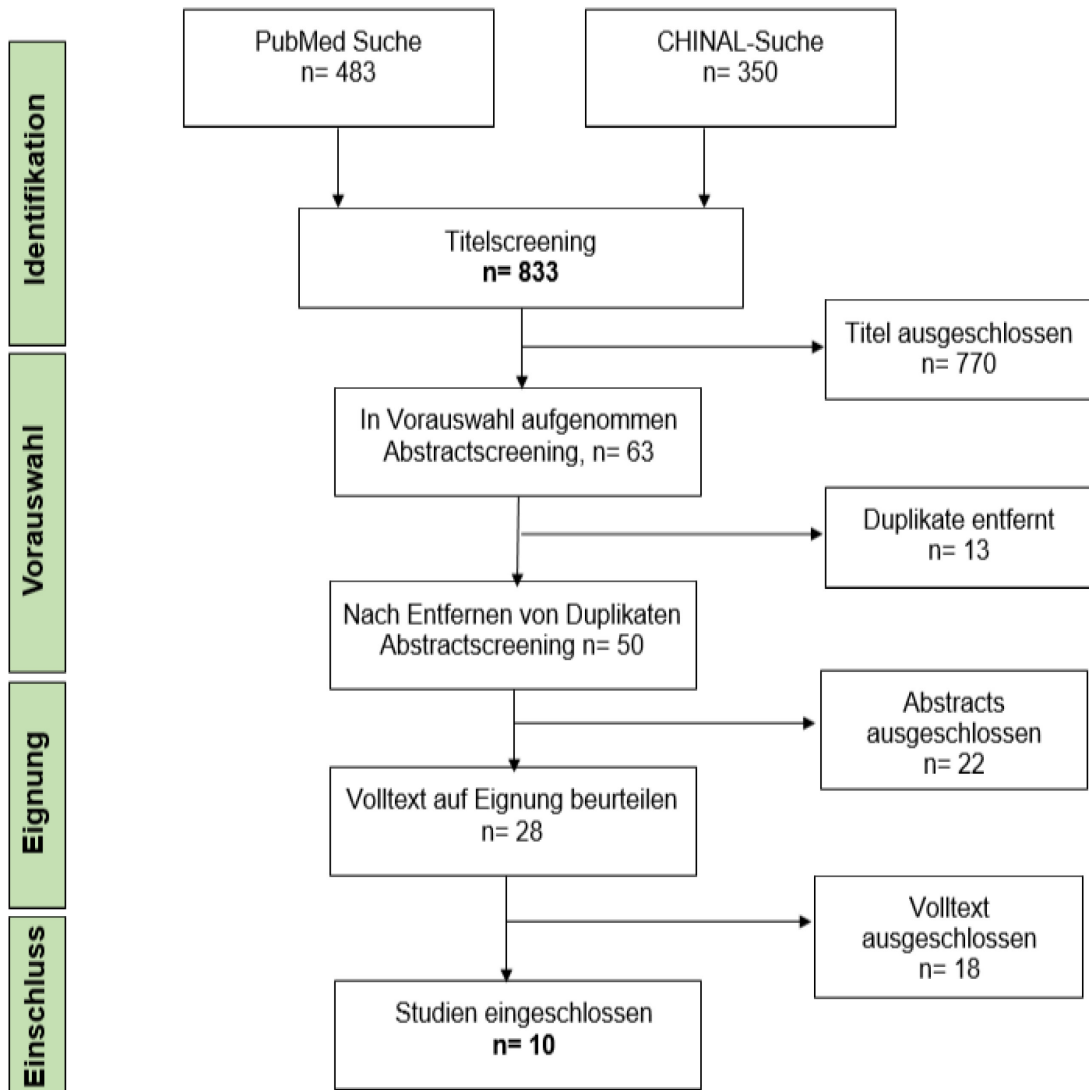 PubMed Suche
n= 483
CHINAL-Suche
n= 350
Identifikation
Titelscreening
n= 833
Titel ausgeschlossen
n= 770
Vorauswahl
In Vorauswahl aufgenommen
Abstractscreening, n= 63
Duplikate entfernt
n= 13
Nach Entfernen von Duplikaten
Abstractscreening n= 50
Eignung
Abstracts
ausgeschlossen
n= 22
Volltext auf Eignung beurteilen
n= 28
Einschluss
Volltext
ausgeschlossen
n= 18
Studien eingeschlossen
n= 10